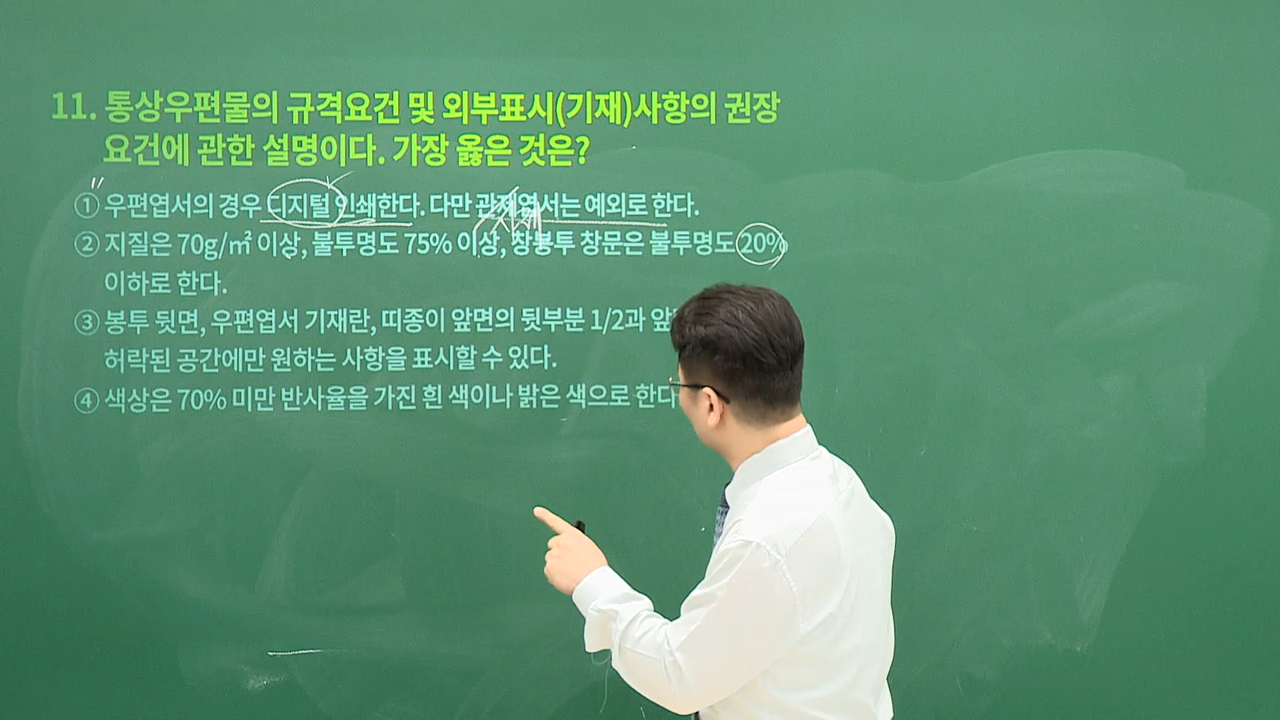 11. 통상우편물의 규격요건 및 외부표시(기재)사항의 권장
요건에 관한 설명이다. 가장 옳은 것은?
① 우편엽서의 경우 디지털 인쇄한다. 다만 관제엽서는 예외로 한다.
② 지질은 70g/㎡ 이상, 불투명도 75% 이상, 창봉투 창문은 불투명도 20%
이하로 한다.
③ 봉투 뒷면, 우편엽서 기재란, 띠종이 앞면의 뒷부분 1/2과
허락된 공간에만 원하는 사항을 표시할 수 있다.
④ 색상은 70% 미만 반사율을 가진 흰 색이나 밝은 색으로 한다